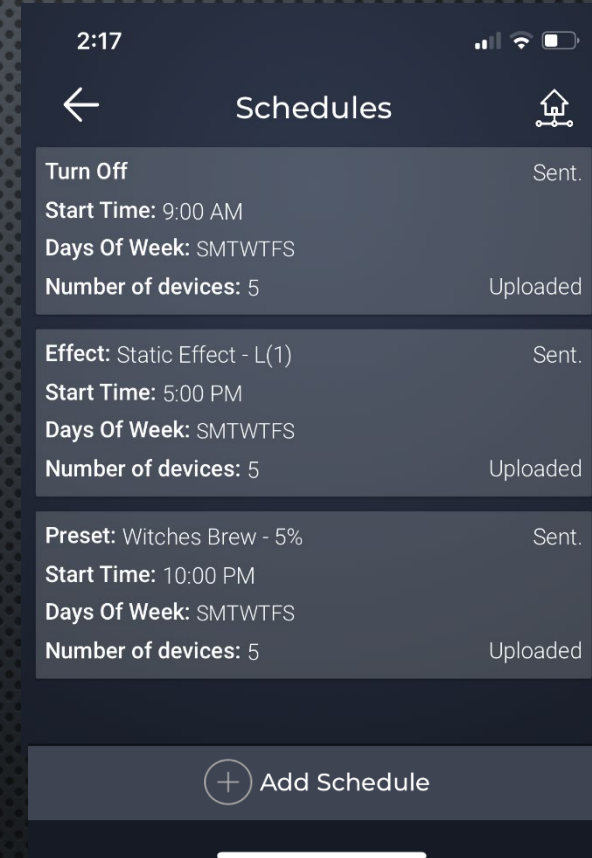 2:17
Schedules
Turn Off Sent.
Start Time: 9:00 AM
Days Of Week: SMTWTFS
Number of devices: 5 Uploaded
Effect: Static Effect - L(1) Sent.
Start Time: 5:00 PM
Days Of Week: SMTWTFS
Number of devices: 5 Uploaded
Preset: Witches Brew - 5% Sent.
Start Time: 10:00 PM
Days Of Week: SMTWTFS
Number of devices: 5 Uploaded
Add Schedule